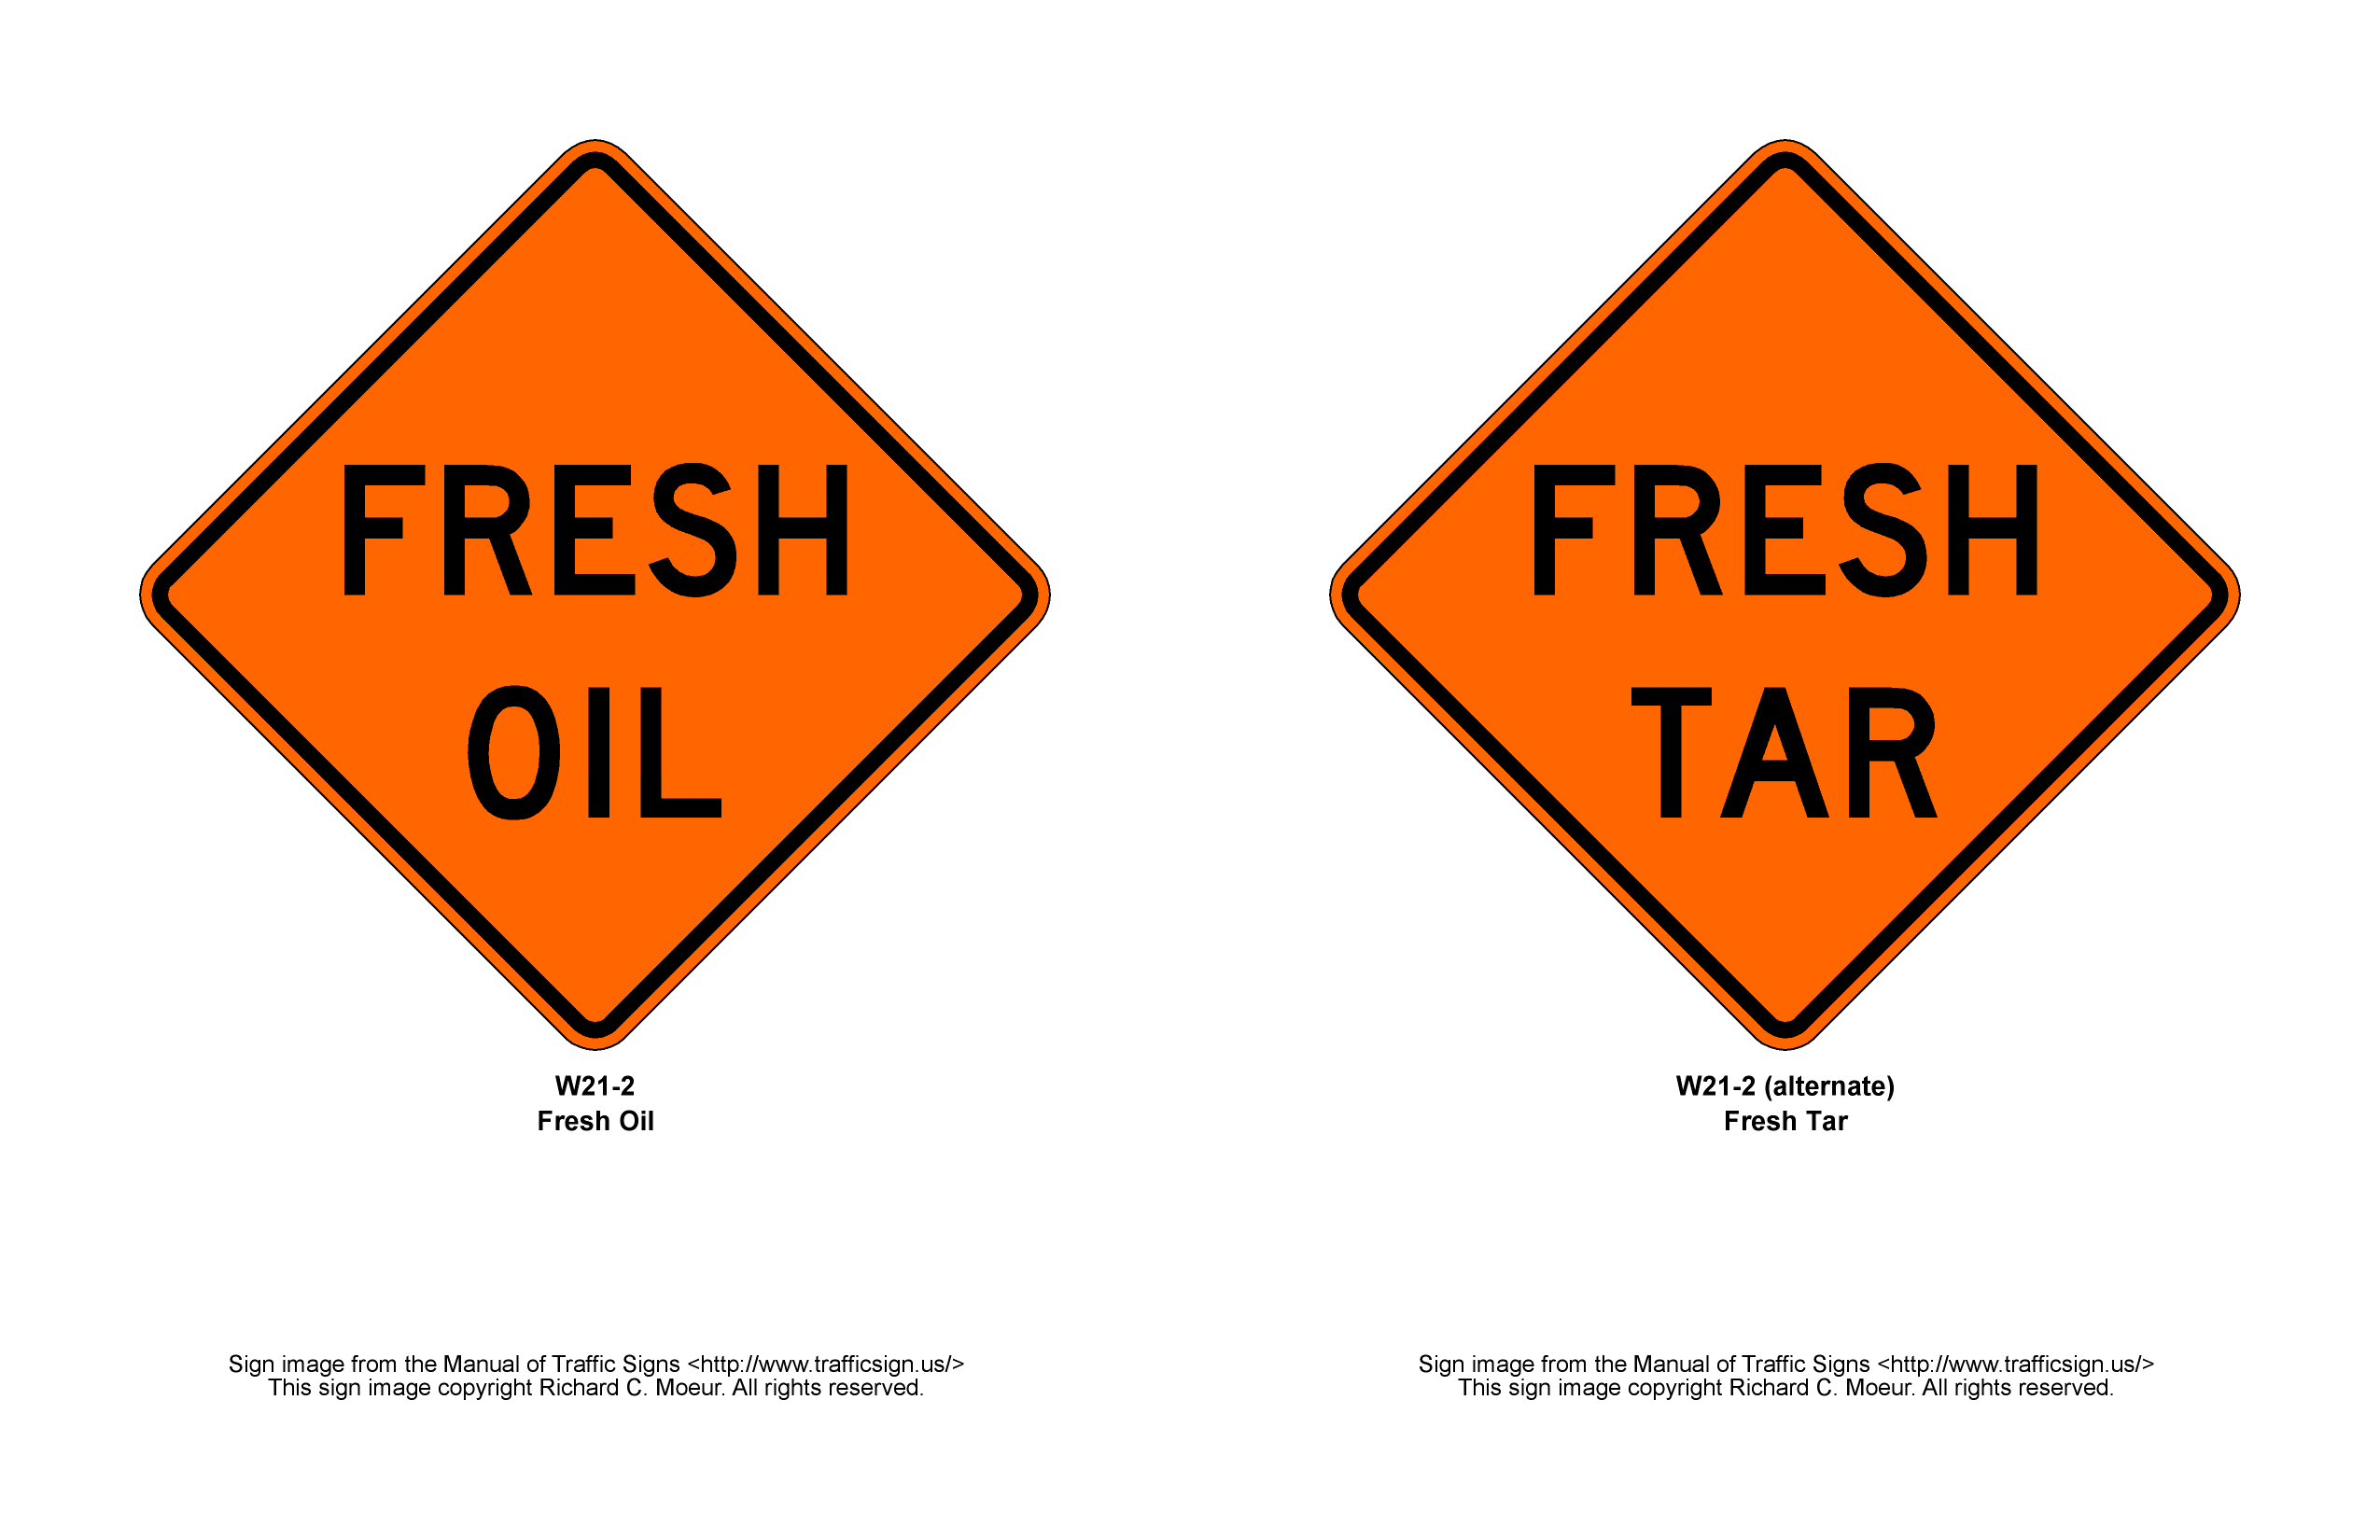 FRESH
OIL
W21-2
Fresh Oil
Sign image from the Manual of Traffic Signs <http://www.trafficsign.us/>
This sign image copyright Richard C. Moeur. All rights reserved.
FRESH
TAR
W21-2 (alternate)
Fresh Tar
Sign image from the Manual of Traffic Signs <http://www.trafficsign.us/>
This sign image copyright Richard C. Moeur. All rights reserved.